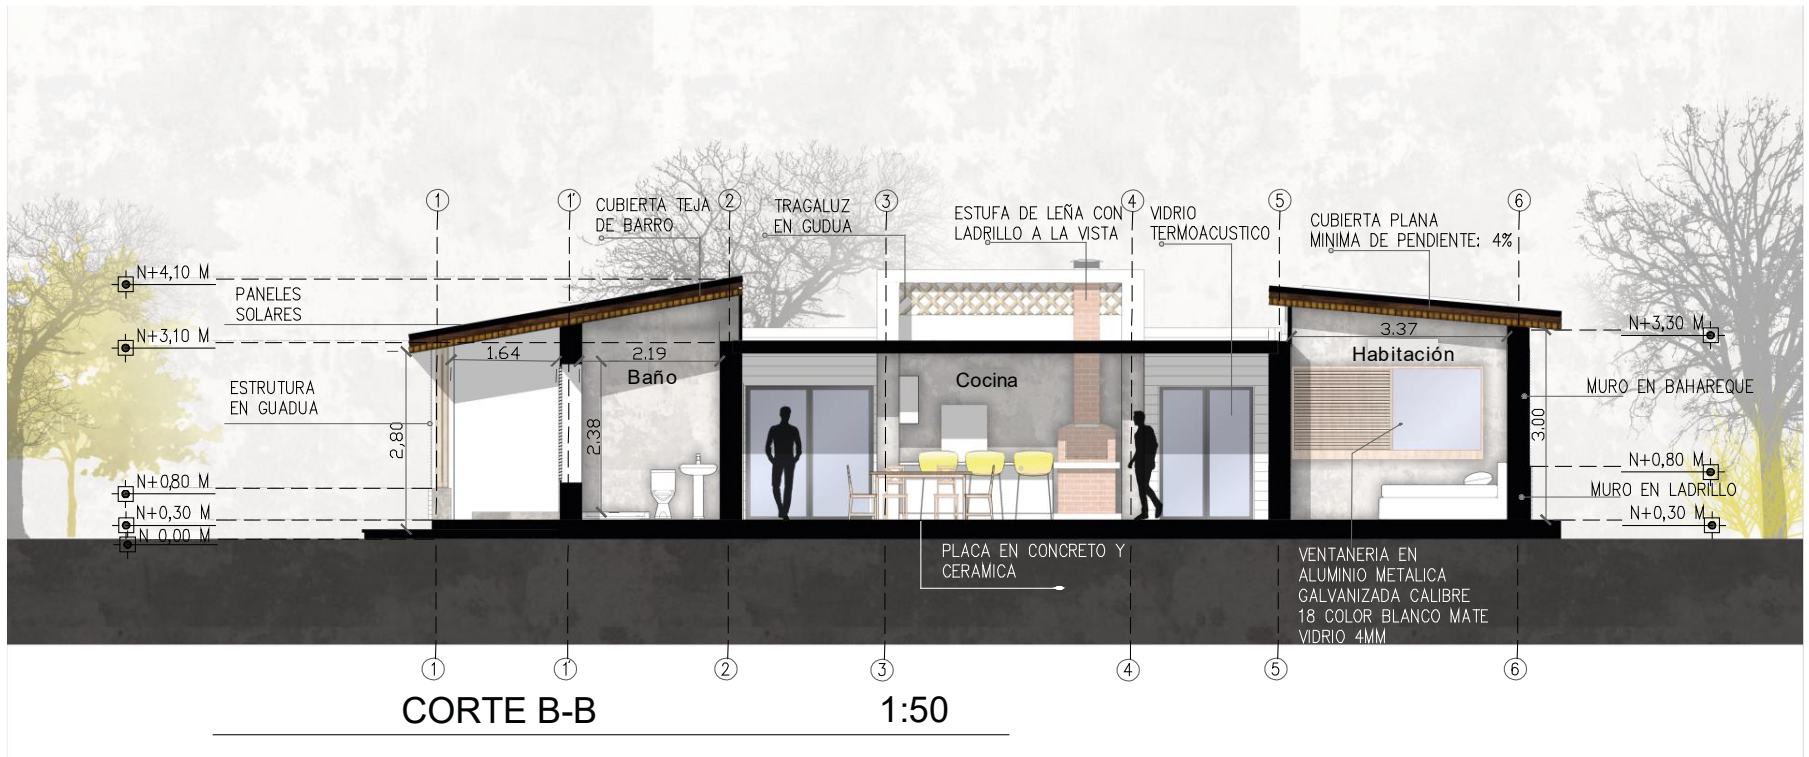 1
1'
2
3
4
5
6
CUBIERTA TEJA
DE BARRO
TRAGALUZ
EN GUDUA
ESTUFA DE LEÑA CON
LADRILLO A LA VISTA
VIDRIO
TERMOACUSTICO
CUBIERTA PLANA
MINIMA DE PENDIENTE: 4%
N+4,10 M
PANELES
SOLARES
N+3,10 M
N+3,30 M
1.64
2.19
3.37
Baño
Cocina
Habitación
ESTRUTURA
EN GUADUA
MURO EN BAHAREQUE
2,80
2.38
3.00
N+0,80 M
N+0,80 M
MURO EN LADRILLO
N+0,30 M
N+0,30 M
N 0,00 M
PLACA EN CONCRETO Y
CERAMICA
VENTANERIA EN
ALUMINIO METALICA
GALVANIZADA CALIBRE
18 COLOR BLANCO MATE
VIDRIO 4MM
1
1'
2
3
4
5
6
CORTE B-B 1:50